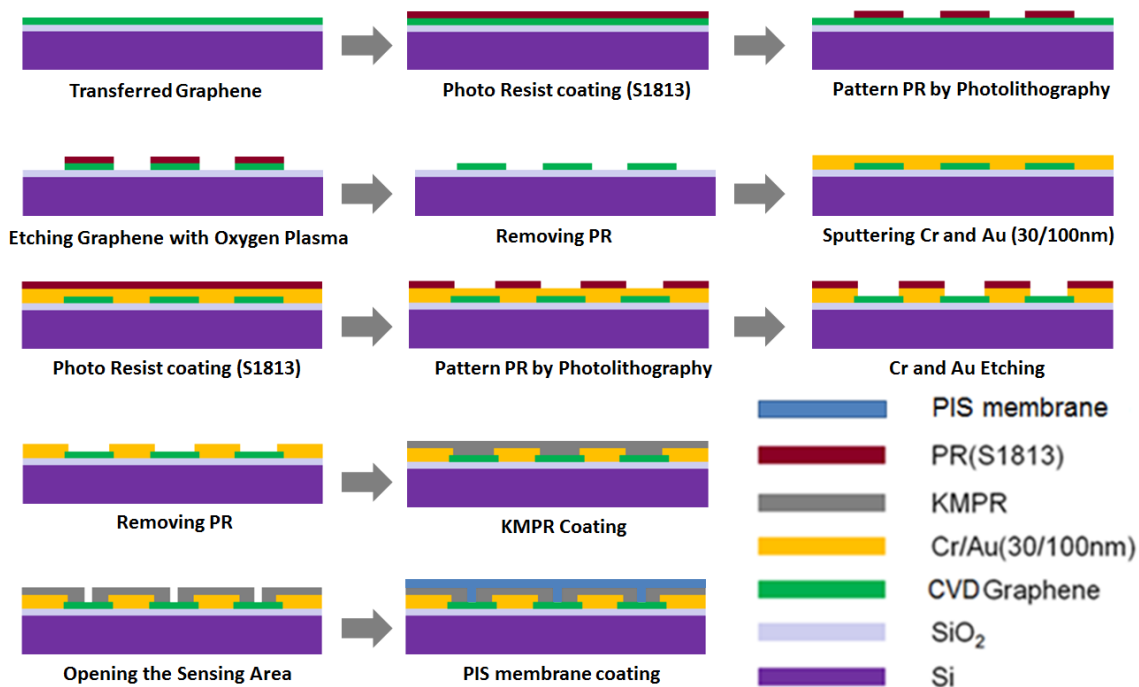 Transferred Graphene
Photo Resist coating (S1813)
Pattern PR by Photolithography
Etching Graphene with Oxygen Plasma
Removing PR
Sputtering Cr and Au (30/100nm)
Photo Resist coating (S1813)
Pattern PR by Photolithography
Cr and Au Etching
Removing PR
KMPR Coating
Opening the Sensing Area
PIS membrane coating
PIS membrane
PR(S1813)
KMPR
Cr/Au(30/100nm)
CVD Graphene
SiO₂
Si